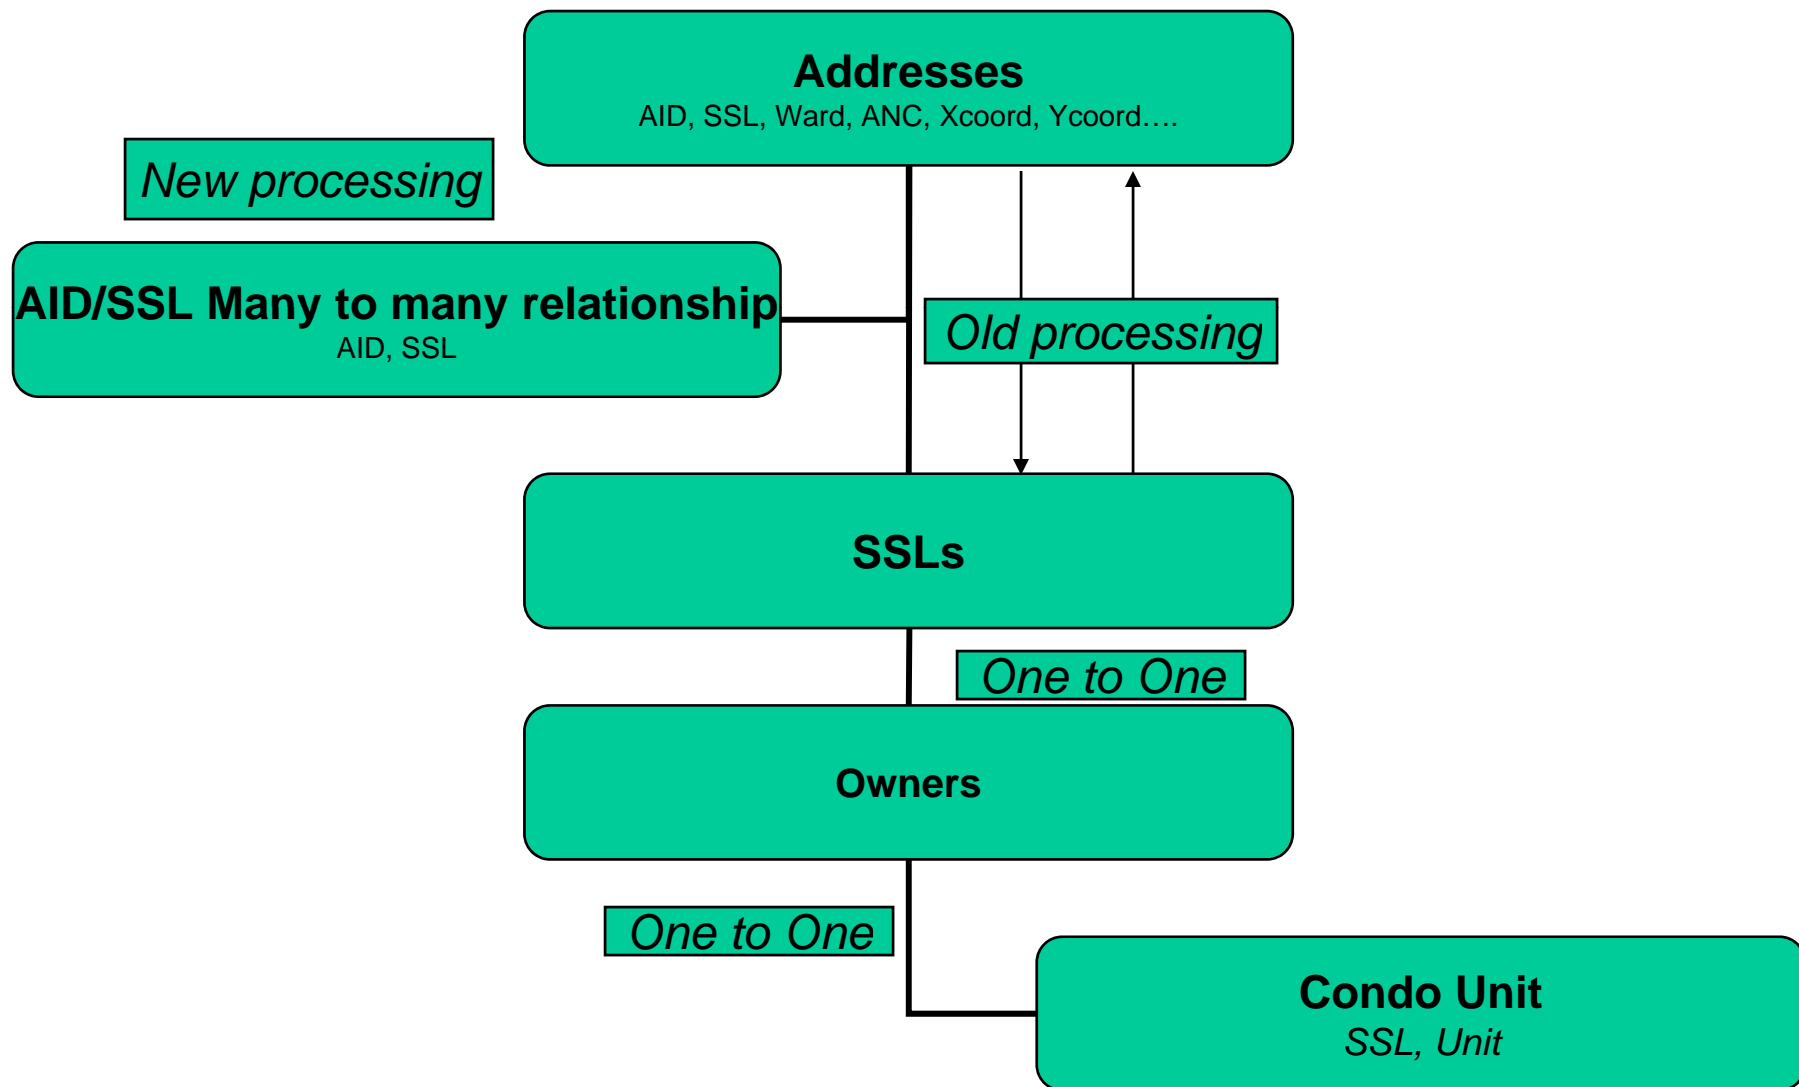 Addresses
AID, SSL, Ward, ANC, Xcoord, Ycoord….
New processing
AID/SSL Many to many relationship
AID, SSL
Old processing
SSLs
One to One
Owners
One to One
Condo Unit
SSL, Unit